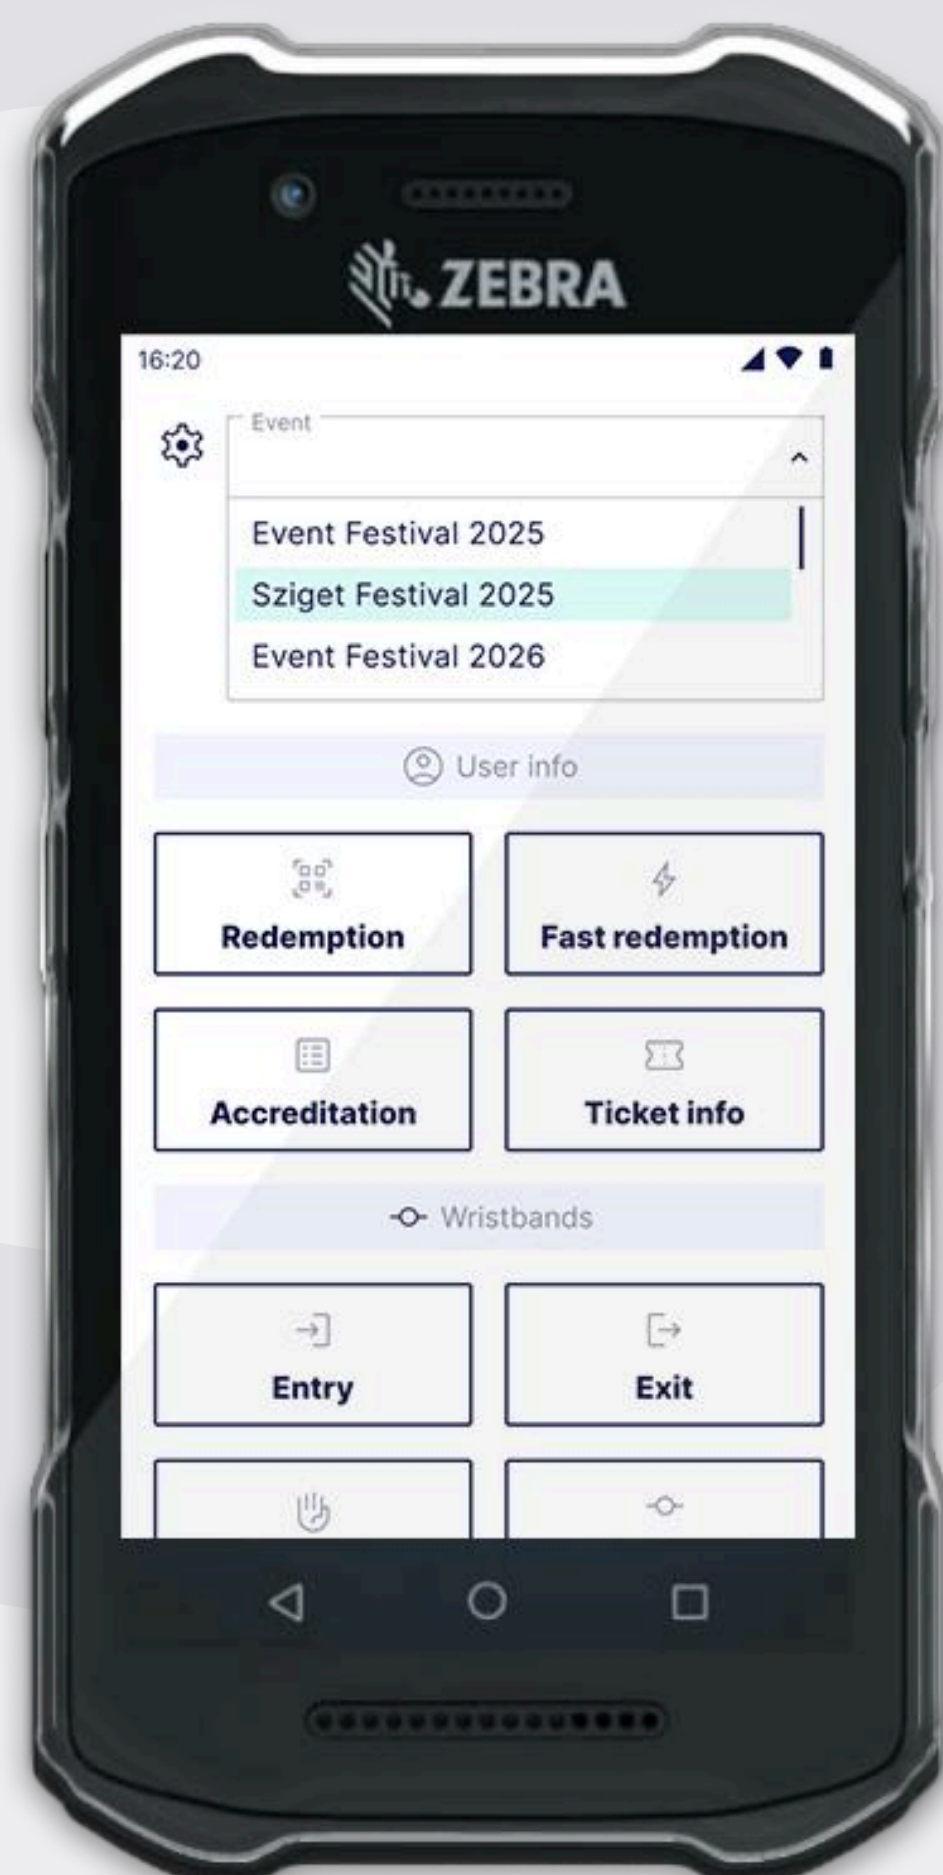 ZEBRA
16:20
Event
Event Festival 2025
Sziget Festival 2025
Event Festival 2026
User info
Redemption
Fast redemption
Accreditation
Ticket info
Wristbands
Entry
Exit